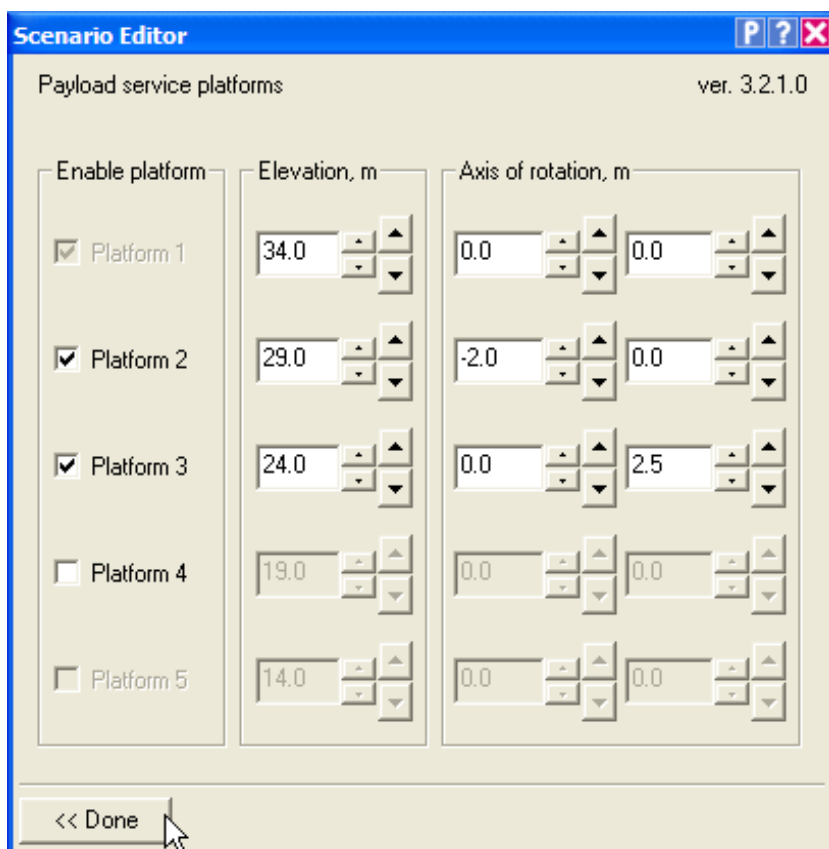 Scenario Editor P ? X
Payload service platforms ver. 3.2.1.0
Enable platform Elevation, m Axis of rotation, m
Platform 1 34.0 0.0 0.0
Platform 2 29.0 -2.0 0.0
Platform 3 24.0 0.0 2.5
Platform 4 19.0 0.0 0.0
Platform 5 14.0 0.0 0.0
<< Done